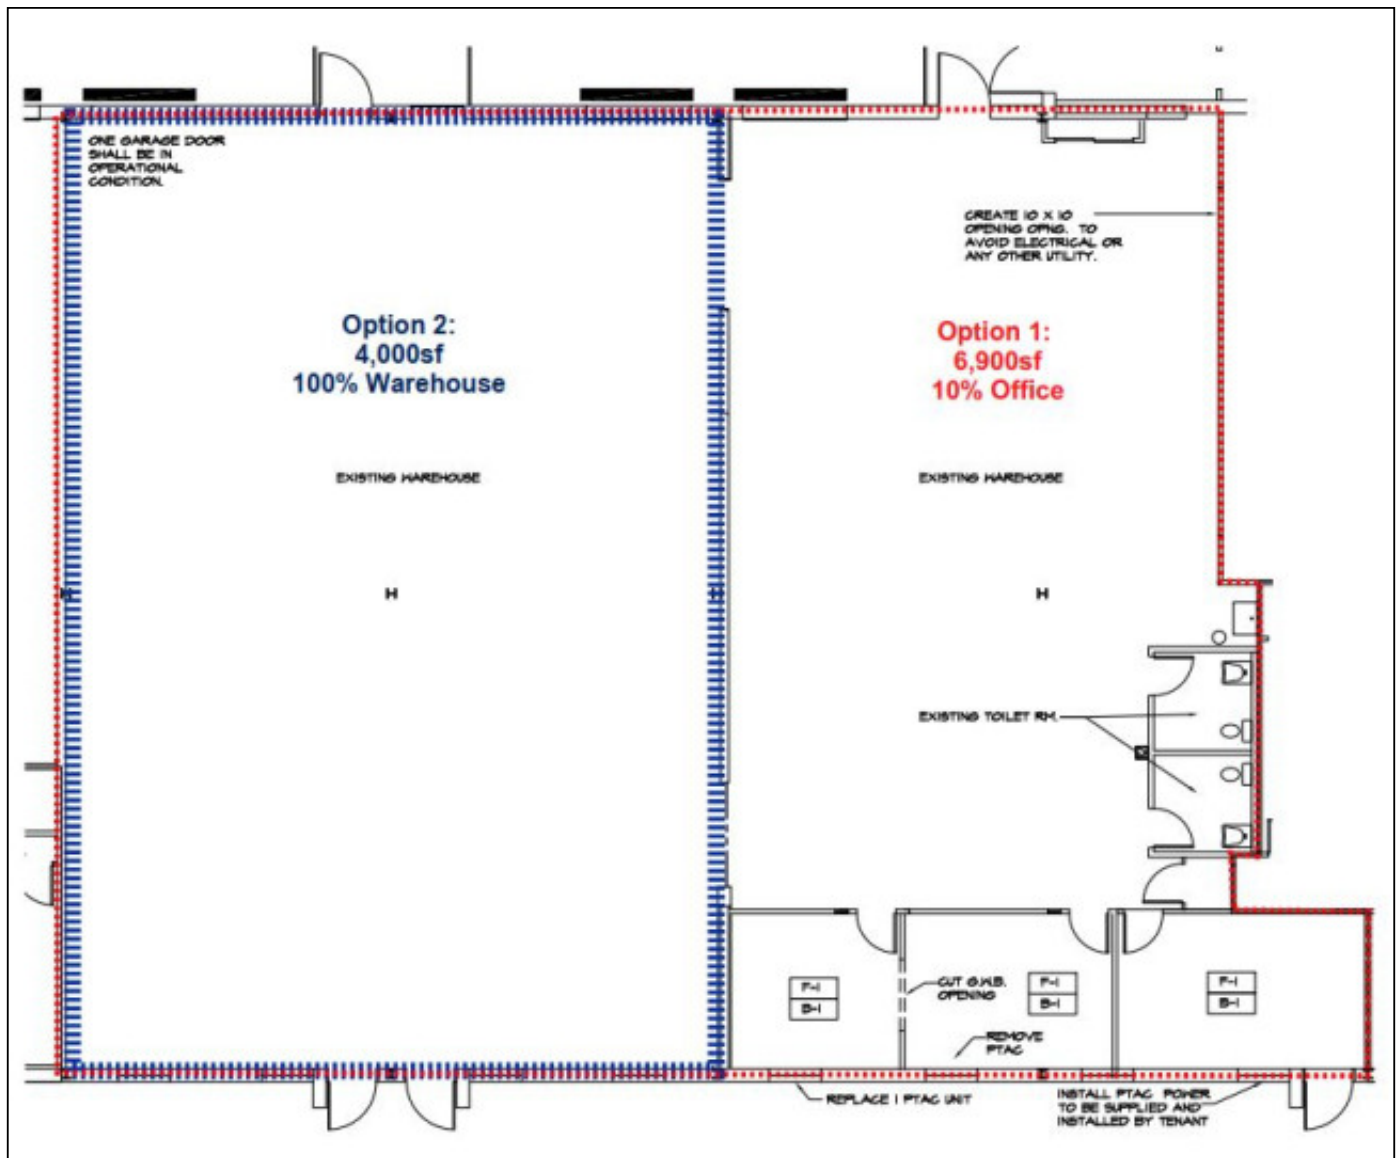 ONE GARAGE DOOR
SHALL BE IN
OPERATIONAL
CONDITION.
CREATE 10 X 10
OPENING OPNG. TO
AVOID ELECTRICAL OR
ANY OTHER UTILITY.
Option 2:
4,000sf
100% Warehouse
Option 1:
6,900sf
10% Office
EXISTING WAREHOUSE
EXISTING WAREHOUSE
EXISTING TOILET RM.
F-1
B-1
CUT G.W.B.
OPENING
F-1
B-1
F-1
B-1
REMOVE
PTAC
REPLACE 1 PTAC UNIT
INSTALL PTAC POWER
TO BE SUPPLIED AND
INSTALLED BY TENANT